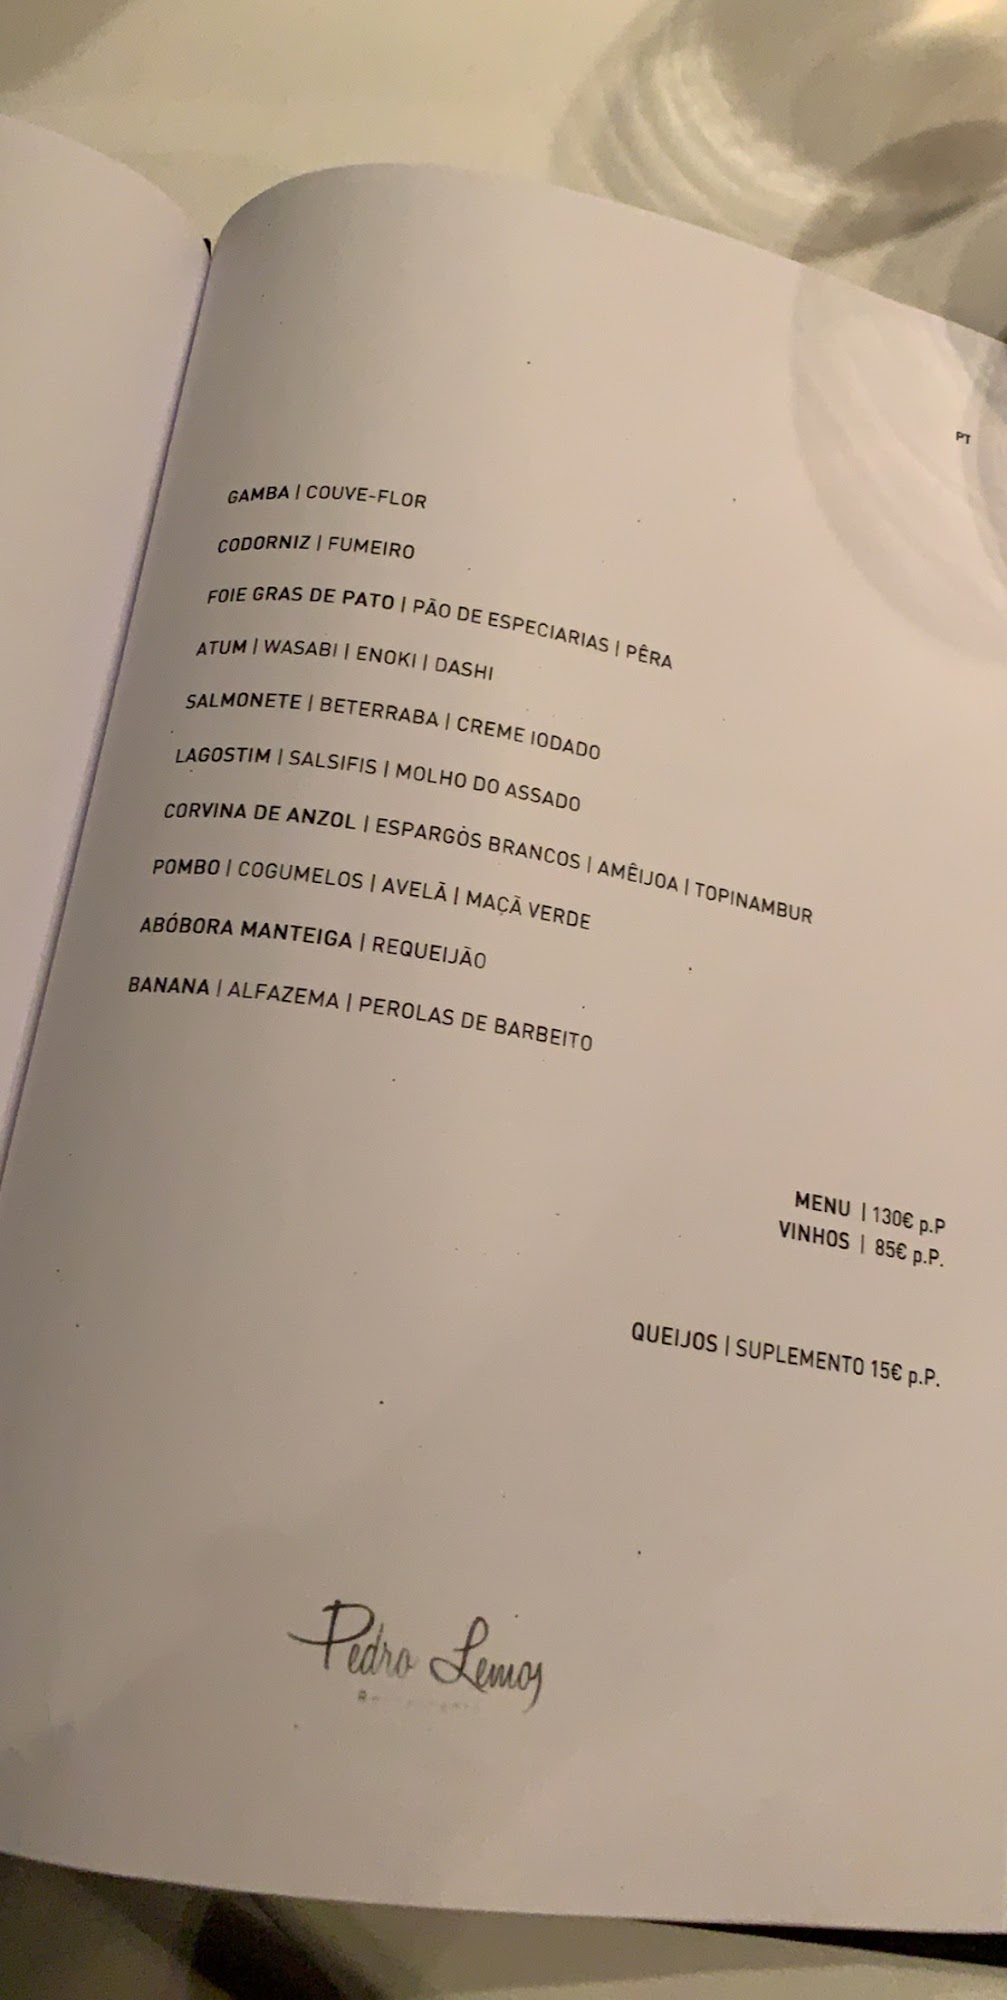 PT
GAMBA | COUVE-FLOR
CODORNIZ | FUMEIRO
FOIE GRAS DE PATO | PÃO DE ESPECIARIAS | PÊRA
ATUM | WASABI | ENOKI | DASHI
SALMONETE | BETERRABA | CREME IODADO
LAGOSTIM | SALSIFIS | MOLHO DO ASSADO
CORVINA DE ANZOL | ESPARGOS BRANCOS | AMÊIJOA | TOPINAMBUR
POMBO | COGUMELOS | AVELÃ | MAÇÃ VERDE
ABÓBORA MANTEIGA | REQUEIJÃO
BANANA | ALFAZEMA | PEROLAS DE BARBEITO
MENU | 130€ p.P
VINHOS | 85€ p.P.
QUEIJOS | SUPLEMENTO 15€ p.P.
Pedro Lemos